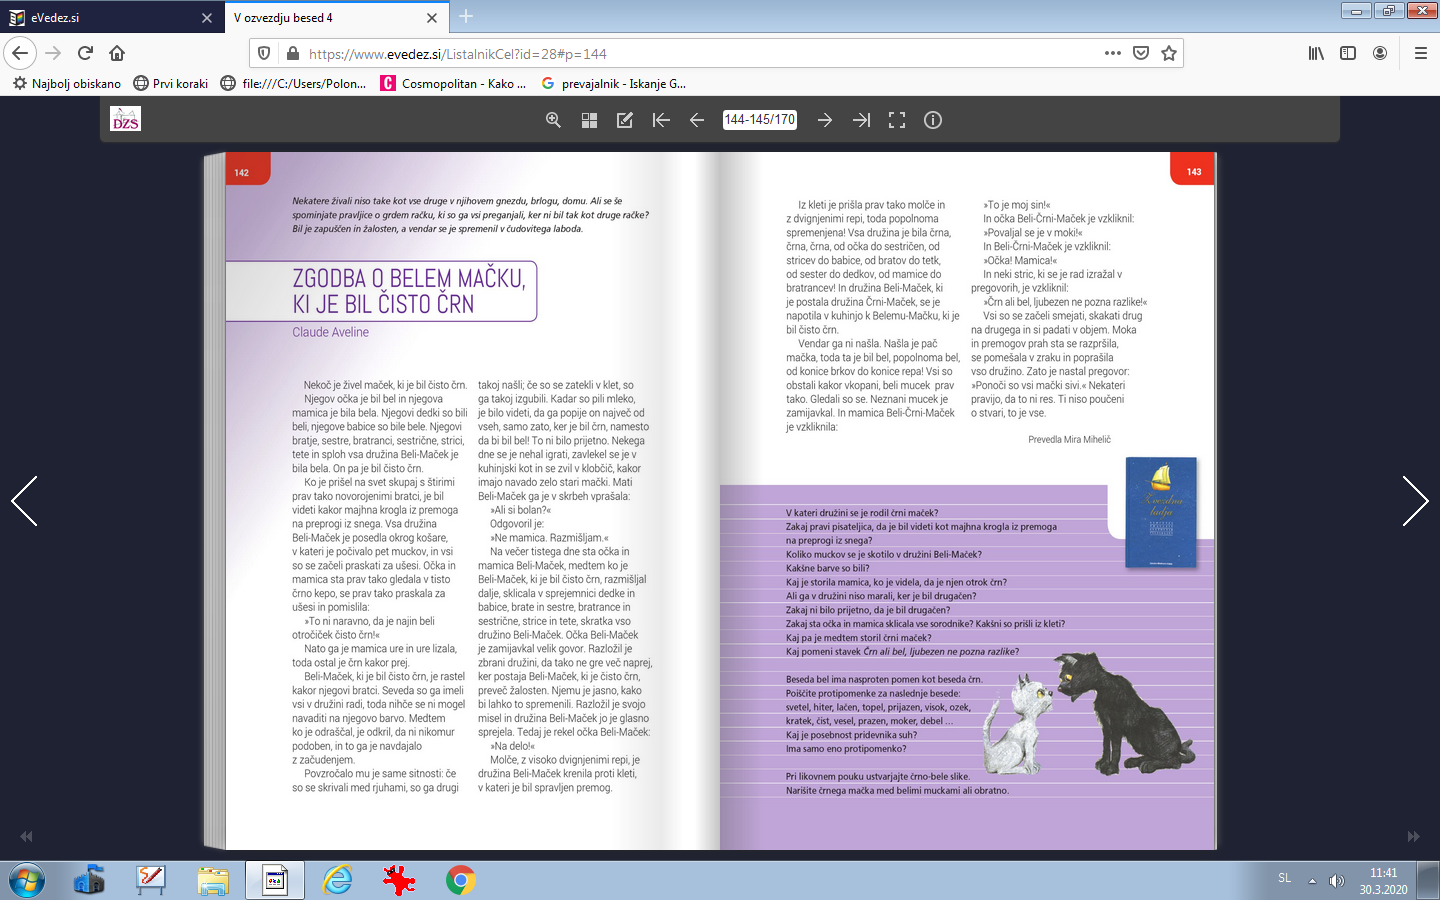 eVedez.si
V ozvezdju besed 4
https://www.evedez.si/ListalnikCel?id=28#p=144
Najbolj obiskano
Prvi koraki
file:///C:/Users/Polon...
Cosmopolitan - Kako ...
prevajalnik - Iskanje G...
DZS
144-145/170
142
Nekatere živali niso take kot vse druge v njihovem gnezdu, brlogu, domu. Ali se še
spominjate pravljice o grdem račku, ki so ga vsi preganjali, ker ni bil tak kot druge račke?
Bil je zapuščen in žalosten, a vendar se je spremenil v čudovitega laboda.
ZGODBA O BELEM MAČKU,
KI JE BIL ČISTO ČRN
Claude Aveline
Nekoč je živel maček, ki je bil čisto črn.
Njegov očka je bil bel in njegova
mamica je bila bela. Njegovi dedki so bili
beli, njegove babice so bile bele. Njegovi
bratje, sestre, bratranci, sestrične, strici,
tete in sploh vsa družina Beli-Maček je
bila bela. On pa je bil čisto črn.
Ko je prišel na svet skupaj s štirimi
prav tako novorojenimi bratci, je bil
videti kakor majhna krogla iz premoga
na preprogi iz snega. Vsa družina
Beli-Maček je posedla okrog košare,
v kateri je počivalo pet muckov, in vsi
so se začeli praskati za ušesi. Očka in
mamica sta prav tako gledala v tisto
črno kepo, se prav tako praskala za
ušesi in pomislila:
»To ni naravno, da je najin beli
otročiček čisto črn!«
Nato ga je mamica ure in ure lizala,
toda ostal je črn kakor prej.
Beli-Maček, ki je bil čisto črn, je rastel
kakor njegovi bratci. Seveda so ga imeli
vsi v družini radi, toda nihče se ni mogel
navaditi na njegovo barvo. Medtem
ko je odraščal, je odkril, da ni nikomur
podoben, in to ga je navdajalo
z začudenjem.
Povzročalo mu je same sitnosti: če
so se skrivali med rjuhami, so ga drugi
takoj našli; če so se zatekli v klet, so
ga takoj izgubili. Kadar so pili mleko,
je bilo videti, da ga popije on največ od
vseh, samo zato, ker je bil črn, namesto
da bi bil bel! To ni bilo prijetno. Nekega
dne se je nehal igrati, zavlekel se je v
kuhinjski kot in se zvil v klobčič, kakor
imajo navado zelo stari mački. Mati
Beli-Maček ga je v skrbeh vprašala:
»Ali si bolan?«
Odgovoril je:
»Ne mamica. Razmišljam.«
Na večer tistega dne sta očka in
mamica Beli-Maček, medtem ko je
Beli-Maček, ki je bil čisto črn, razmišljal
dalje, sklicala v sprejemnici dedke in
babice, brate in sestre, bratrance in
sestrične, strice in tete, skratka vso
družino Beli-Maček. Očka Beli-Maček
je zamijavkal velik govor. Razložil je
zbrani družini, da tako ne gre več naprej,
ker postaja Beli-Maček, ki je čisto črn,
preveč žalosten. Njemu je jasno, kako
bi lahko to spremenili. Razložil je svojo
misel in družina Beli-Maček jo je glasno
sprejela. Tedaj je rekel očka Beli-Maček:
»Na delo!«
Molče, z visoko dvignjenimi repi, je
družina Beli-Maček krenila proti kleti,
v kateri je bil spravljen premog.
143
Iz kleti je prišla prav tako molče in
z dvignjenimi repi, toda popolnoma
spremenjena! Vsa družina je bila črna,
črna, črna, od očka do sestričen, od
stricev do babice, od bratov do tetk,
od sester do dedkov, od mamice do
bratrancev! In družina Beli-Maček, ki
je postala družina Črni-Maček, se je
napotila v kuhinjo k Belemu-Mačku, ki je
bil čisto črn.
Vendar ga ni našla. Našla je pač
mačka, toda ta je bil bel, popolnoma bel,
od konice brkov do konice repa! Vsi so
obstali kakor vkopani, beli mucek prav
tako. Gledali so se. Neznani mucek je
zamijavkal. In mamica Beli-Črni-Maček
je vzkliknila:
»To je moj sin!«
In očka Beli-Črni-Maček je vzkliknil:
»Povaljal se je v moki!«
In Beli-Črni-Maček je vzkliknil:
»Očka! Mamica!«
In neki stric, ki se je rad izražal v
pregovorih, je vzkliknil:
»Črn ali bel, ljubezen ne pozna razlike!«
Vsi so se začeli smejati, skakati drug
na drugega in si padati v objem. Moka
in premogov prah sta se razpršila,
se pomešala v zraku in poprašila
vso družino. Zato je nastal pregovor:
»Ponoči so vsi mački sivi.« Nekateri
pravijo, da to ni res. Ti niso poučeni
o stvari, to je vse.
Prevedla Mira Mihelič
Zvezdna
ladja
V kateri družini se je rodil črni maček?
Zakaj pravi pisateljica, da je bil videti kot majhna krogla iz premoga
na preprogi iz snega?
Koliko muckov se je skotilo v družini Beli-Maček?
Kakšne barve so bili?
Kaj je storila mamica, ko je videla, da je njen otrok črn?
Ali ga v družini niso marali, ker je bil drugačen?
Zakaj ni bilo prijetno, da je bil drugačen?
Zakaj sta očka in mamica sklicala vse sorodnike? Kakšni so prišli iz kleti?
Kaj pa je medtem storil črni maček?
Kaj pomeni stavek Črn ali bel, ljubezen ne pozna razlike?
Beseda bel ima nasproten pomen kot beseda črn.
Poiščite protipomenke za naslednje besede:
svetel, hiter, lačen, topel, prijazen, visok, ozek,
kratek, čist, vesel, prazen, moker, debel ...
Kaj je posebnost pridevnika suh?
Ima samo eno protipomenko?
Pri likovnem pouku ustvarjajte črno-bele slike.
Narišite črnega mačka med belimi muckami ali obratno.
SL
11:41
30.3.2020